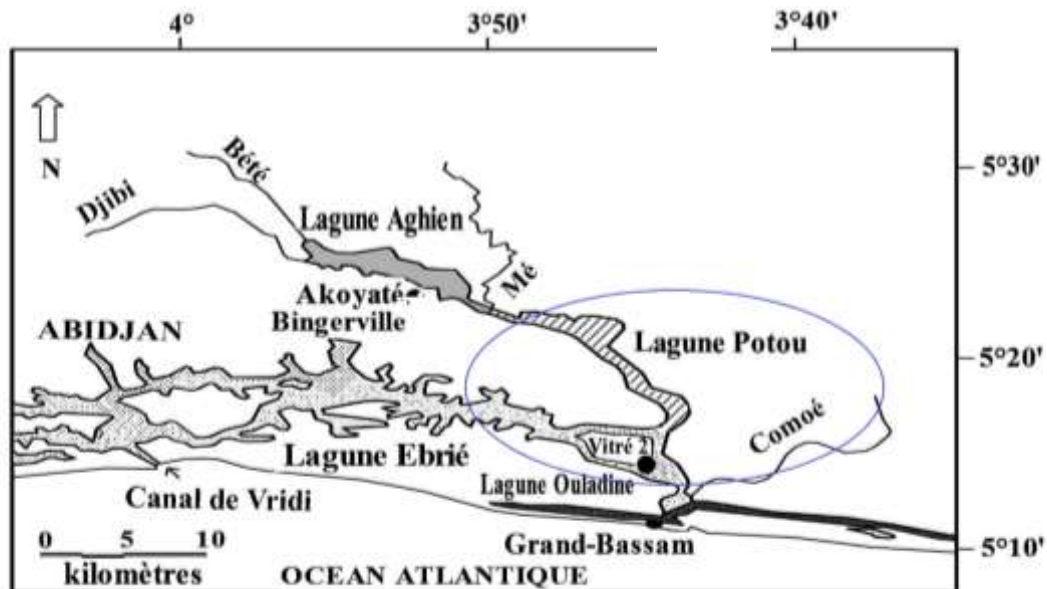 4° 3°50' 3°40'
N
5°30'
Bété
Djibi
Lagune Aghien
Mé
Akoyaté
Bingerville
ABIDJAN
Lagune Potou
5°20'
Comoé
Vitré 2
Lagune Ebrié
Lagune Ouladine
Canal de Vridi
0 5 10
kilomètres
Grand-Bassam
5°10'
OCEAN ATLANTIQUE